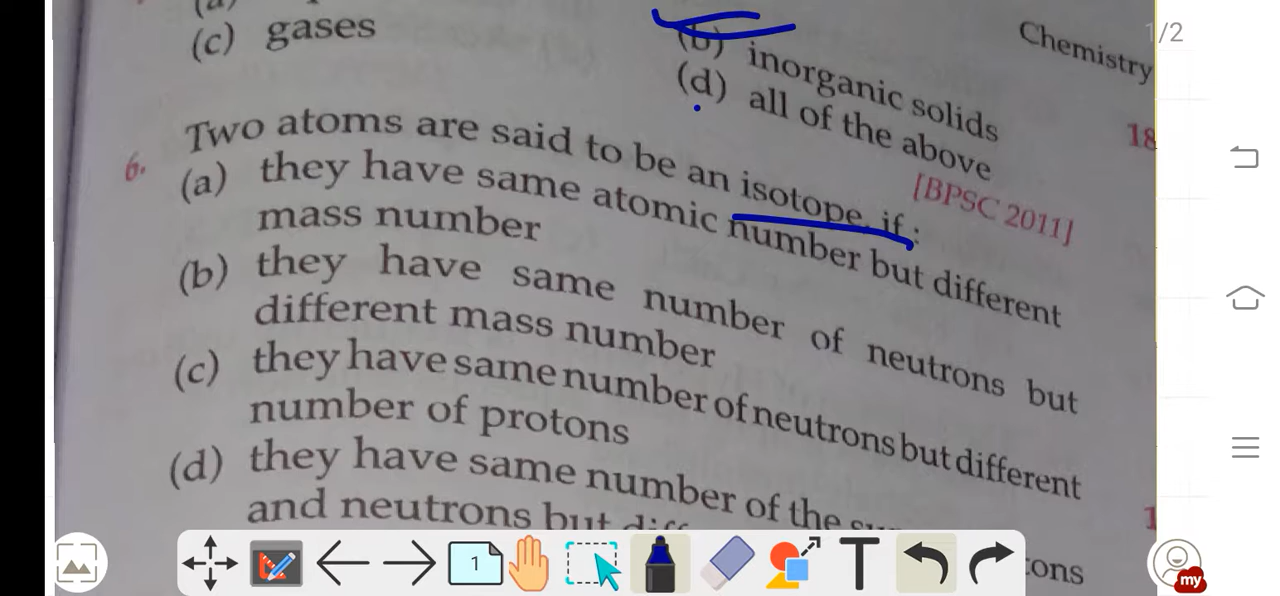 (c) gases
(b) inorganic solids
(d) all of the above
[BPSC 2011]
Chemistry
1/2
18
6. Two atoms are said to be an isotope, if :
(a) they have same atomic number but different
mass number
(b) they have same number of neutrons but
different mass number
(c) they have same number of neutrons but different
number of protons
(d) they have same number of the
and neutrons but
1
T
my